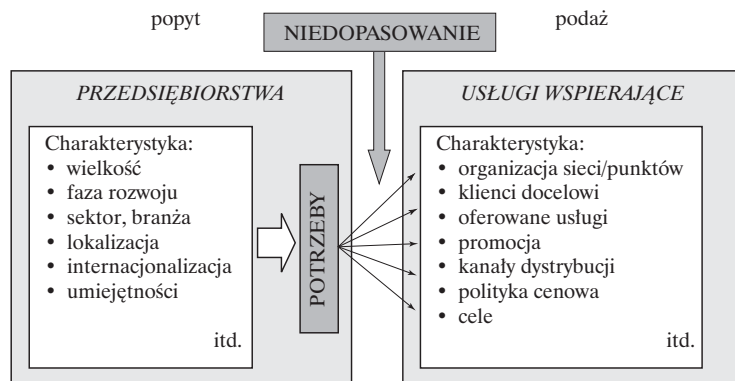 popyt
NIEDOPASOWANIE
podaż
PRZEDSIĘBIORSTWA
Charakterystyka:
• wielkość
• faza rozwoju
• sektor, branża
• lokalizacja
• internacjonalizacja
• umiejętności
itd.
POTRZEBY
USŁUGI WSPIERAJĄCE
Charakterystyka:
• organizacja sieci/punktów
• klienci docelowi
• oferowane usługi
• promocja
• kanały dystrybucji
• polityka cenowa
• cele
itd.